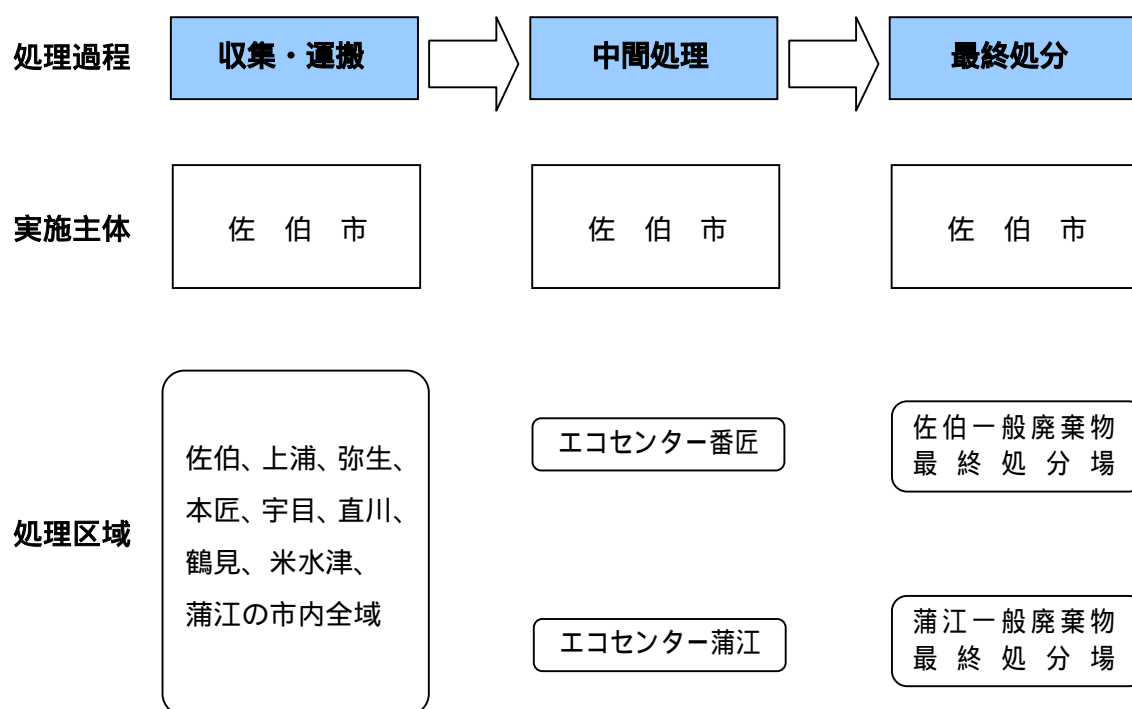 処理過程
収集・運搬
中間処理
最終処分
実施主体
佐伯市
佐伯市
佐伯市
処理区域
佐伯、上浦、弥生、
本匠、宇目、直川、
鶴見、米水津、
蒲江の市内全域
エコセンター番匠
エコセンター蒲江
佐伯一般廃棄物
最終処分場
蒲江一般廃棄物
最終処分場